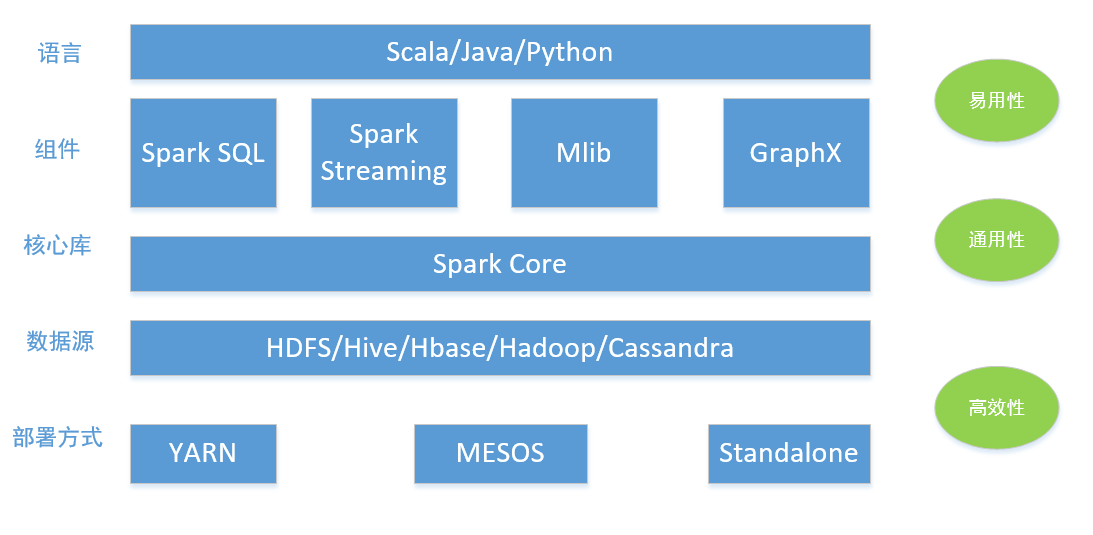 语言
Scala/Java/Python
组件
Spark SQL
Spark
Streaming
Mlib
GraphX
核心库
Spark Core
数据源
HDFS/Hive/Hbase/Hadoop/Cassandra
部署方式
YARN
MESOS
Standalone
易用性
通用性
高效性